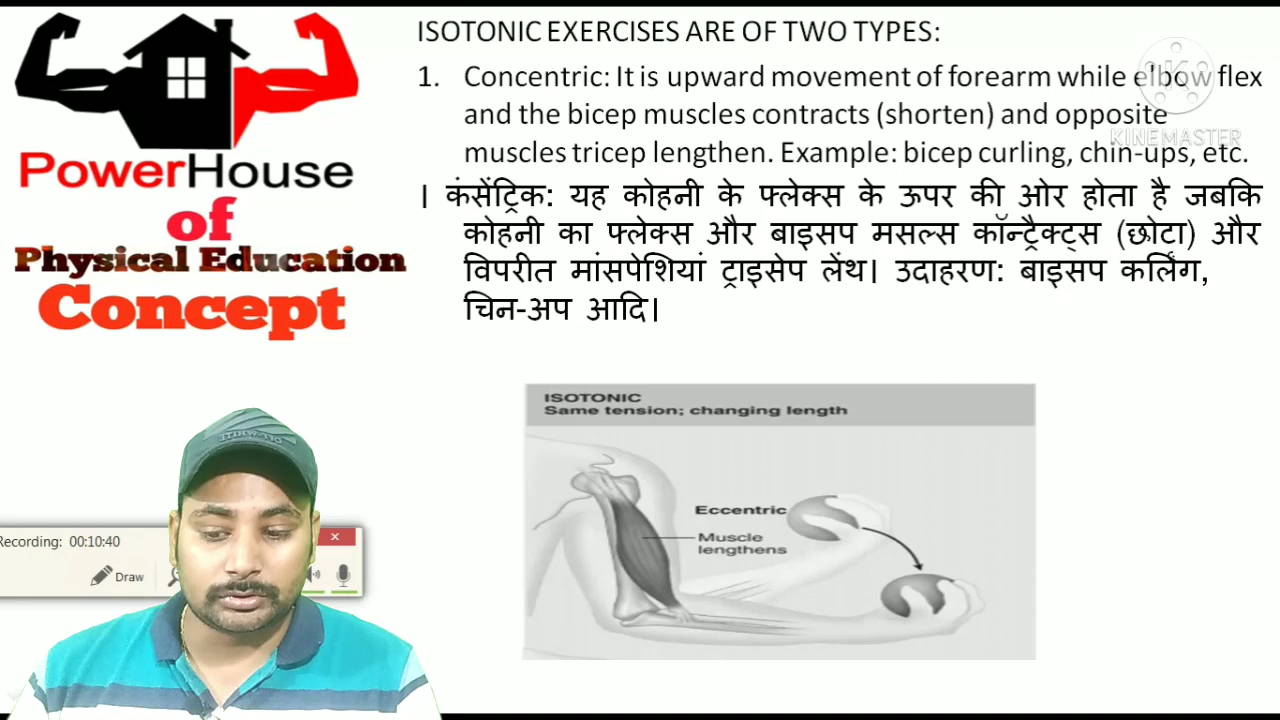 PowerHouse
of
Physical Education
Concept
ISOTONIC EXERCISES ARE OF TWO TYPES:
1. Concentric: It is upward movement of forearm while elbow flex
and the bicep muscles contracts (shorten) and opposite
muscles tricep lengthen. Example: bicep curling, chin-ups, etc.
K
KINEMASTER
। कंसेंट्रिक: यह कोहनी के फ्लेक्स के ऊपर की ओर होता है जबकि
कोहनी का फ्लेक्स और बाइसप मसल्स कॉन्ट्रैक्ट्स (छोटा) और
विपरीत मांसपेशियां ट्राइसेप लेंथ। उदाहरण: बाइसप कर्लिंग,
चिन-अप आदि।
ISOTONIC
Same tension; changing length
Eccentric
Muscle
lengthens
Recording: 00:10:40
Draw